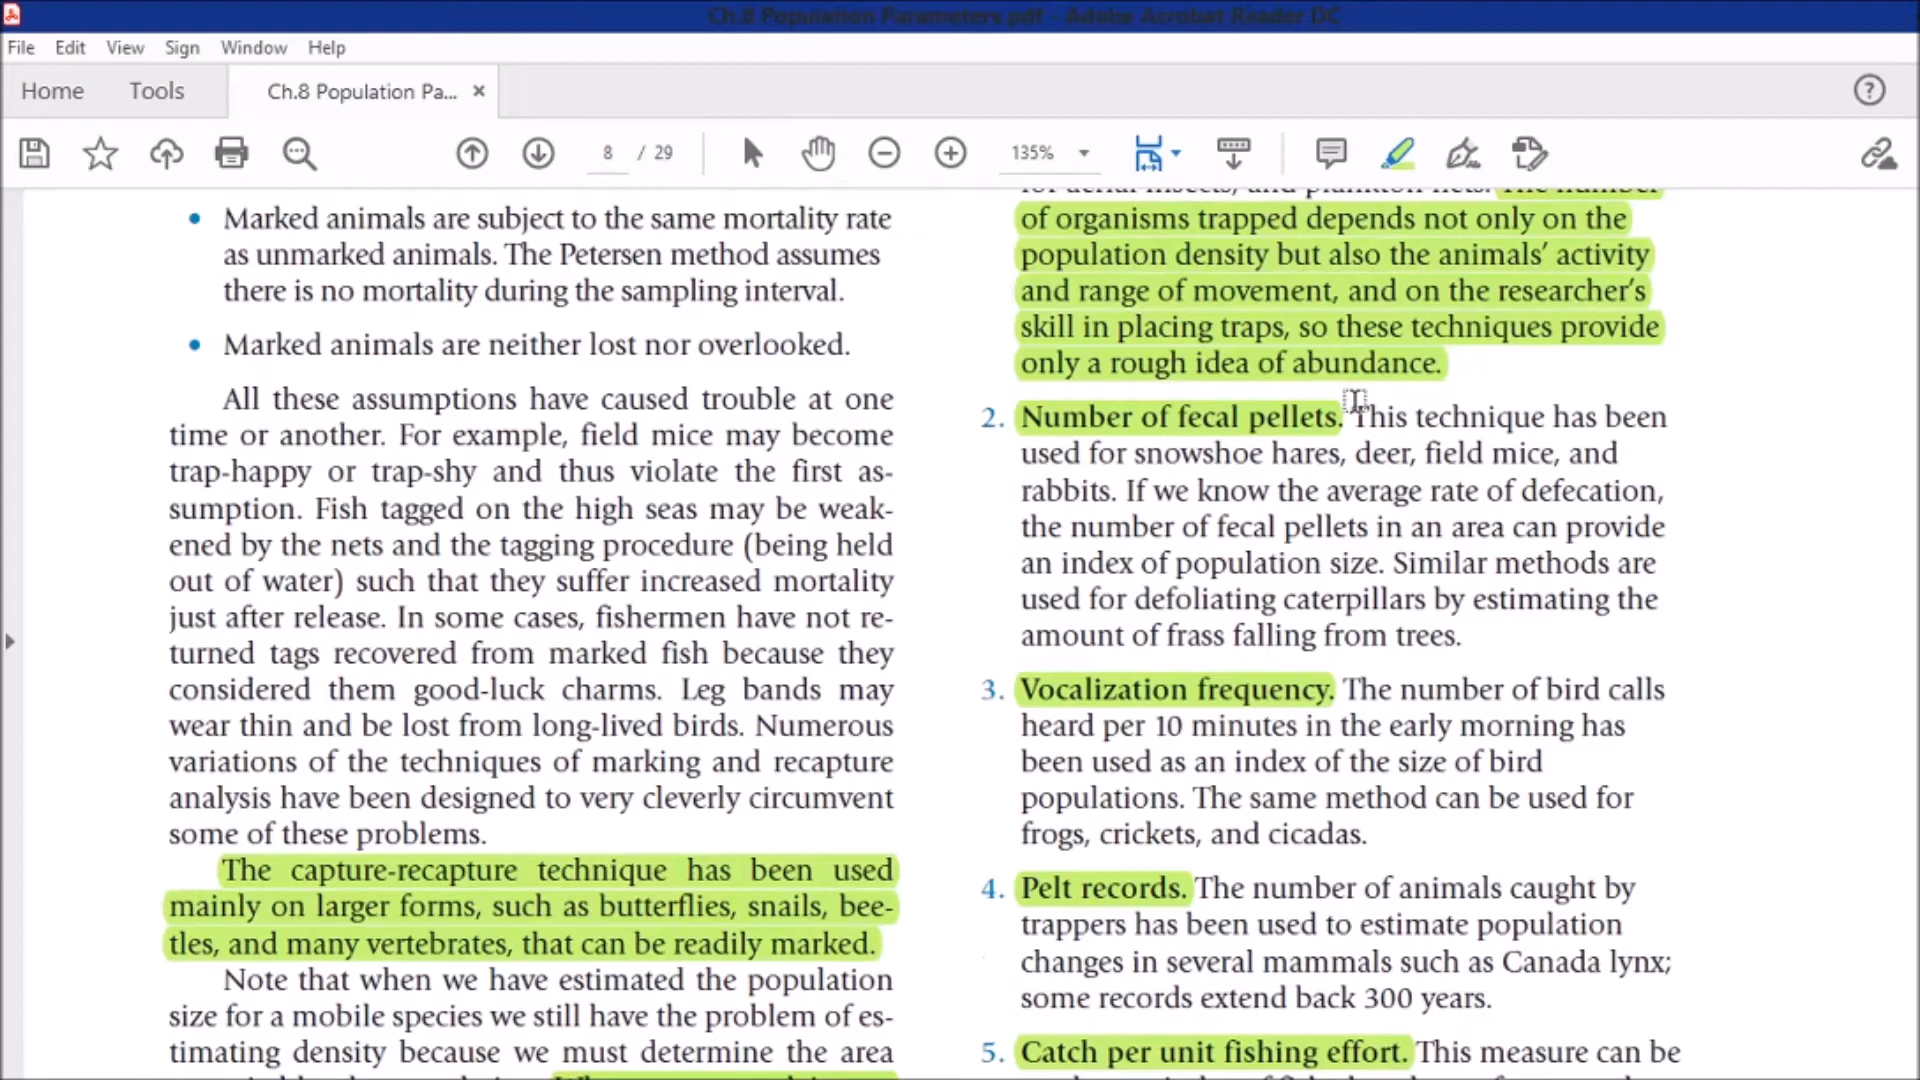 Ch.8 Population Parameters.pdf - Adobe Acrobat Reader DC
File Edit View Sign Window Help
Home Tools Ch.8 Population Pa... ×
8 / 29 135%
• Marked animals are subject to the same mortality rate
as unmarked animals. The Petersen method assumes
there is no mortality during the sampling interval.
• Marked animals are neither lost nor overlooked.
All these assumptions have caused trouble at one
time or another. For example, field mice may become
trap-happy or trap-shy and thus violate the first as-
sumption. Fish tagged on the high seas may be weak-
ened by the nets and the tagging procedure (being held
out of water) such that they suffer increased mortality
just after release. In some cases, fishermen have not re-
turned tags recovered from marked fish because they
considered them good-luck charms. Leg bands may
wear thin and be lost from long-lived birds. Numerous
variations of the techniques of marking and recapture
analysis have been designed to very cleverly circumvent
some of these problems.
The capture-recapture technique has been used
mainly on larger forms, such as butterflies, snails, bee-
tles, and many vertebrates, that can be readily marked.
Note that when we have estimated the population
size for a mobile species we still have the problem of es-
timating density because we must determine the area
for aerial insects, and plankton nets. The number
of organisms trapped depends not only on the
population density but also the animals’ activity
and range of movement, and on the researcher’s
skill in placing traps, so these techniques provide
only a rough idea of abundance.
2. Number of fecal pellets. This technique has been
used for snowshoe hares, deer, field mice, and
rabbits. If we know the average rate of defecation,
the number of fecal pellets in an area can provide
an index of population size. Similar methods are
used for defoliating caterpillars by estimating the
amount of frass falling from trees.
3. Vocalization frequency. The number of bird calls
heard per 10 minutes in the early morning has
been used as an index of the size of bird
populations. The same method can be used for
frogs, crickets, and cicadas.
4. Pelt records. The number of animals caught by
trappers has been used to estimate population
changes in several mammals such as Canada lynx;
some records extend back 300 years.
5. Catch per unit fishing effort. This measure can be